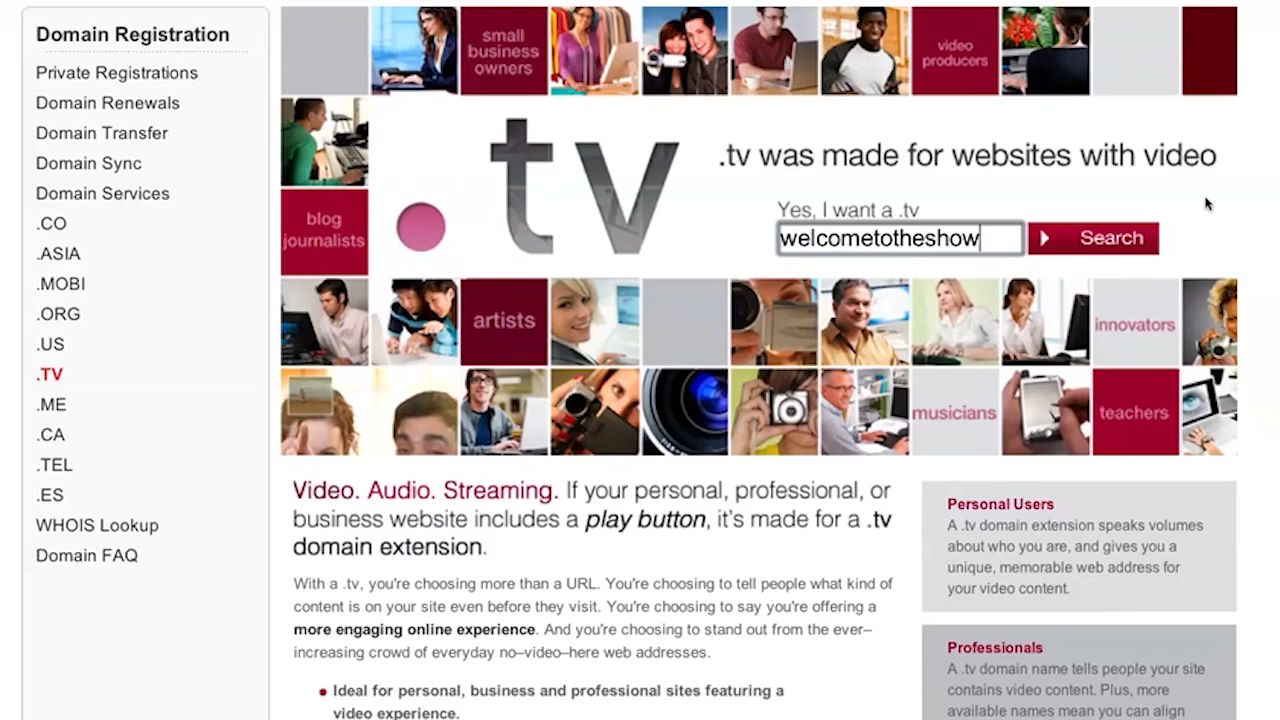 Domain Registration
Private Registrations
Domain Renewals
Domain Transfer
Domain Sync
Domain Services
.CO
.ASIA
.MOBI
.ORG
.US
.TV
.ME
.CA
.TEL
.ES
WHOIS Lookup
Domain FAQ
small
business
owners
video
producers
blog
journalists
.tv
.tv was made for websites with video
Yes, I want a .tv
welcometotheshow
Search
artists
innovators
musicians
teachers
Video. Audio. Streaming. If your personal, professional, or
business website includes a play button, it's made for a .tv
domain extension.
With a .tv, you're choosing more than a URL. You're choosing to tell people what kind of
content is on your site even before they visit. You're choosing to say you're offering a
more engaging online experience. And you're choosing to stand out from the ever–
increasing crowd of everyday no–video–here web addresses.
• Ideal for personal, business and professional sites featuring a
video experience.
Personal Users
A .tv domain extension speaks volumes
about who you are, and gives you a
unique, memorable web address for
your video content.
Professionals
A .tv domain name tells people your site
contains video content. Plus, more
available names mean you can align